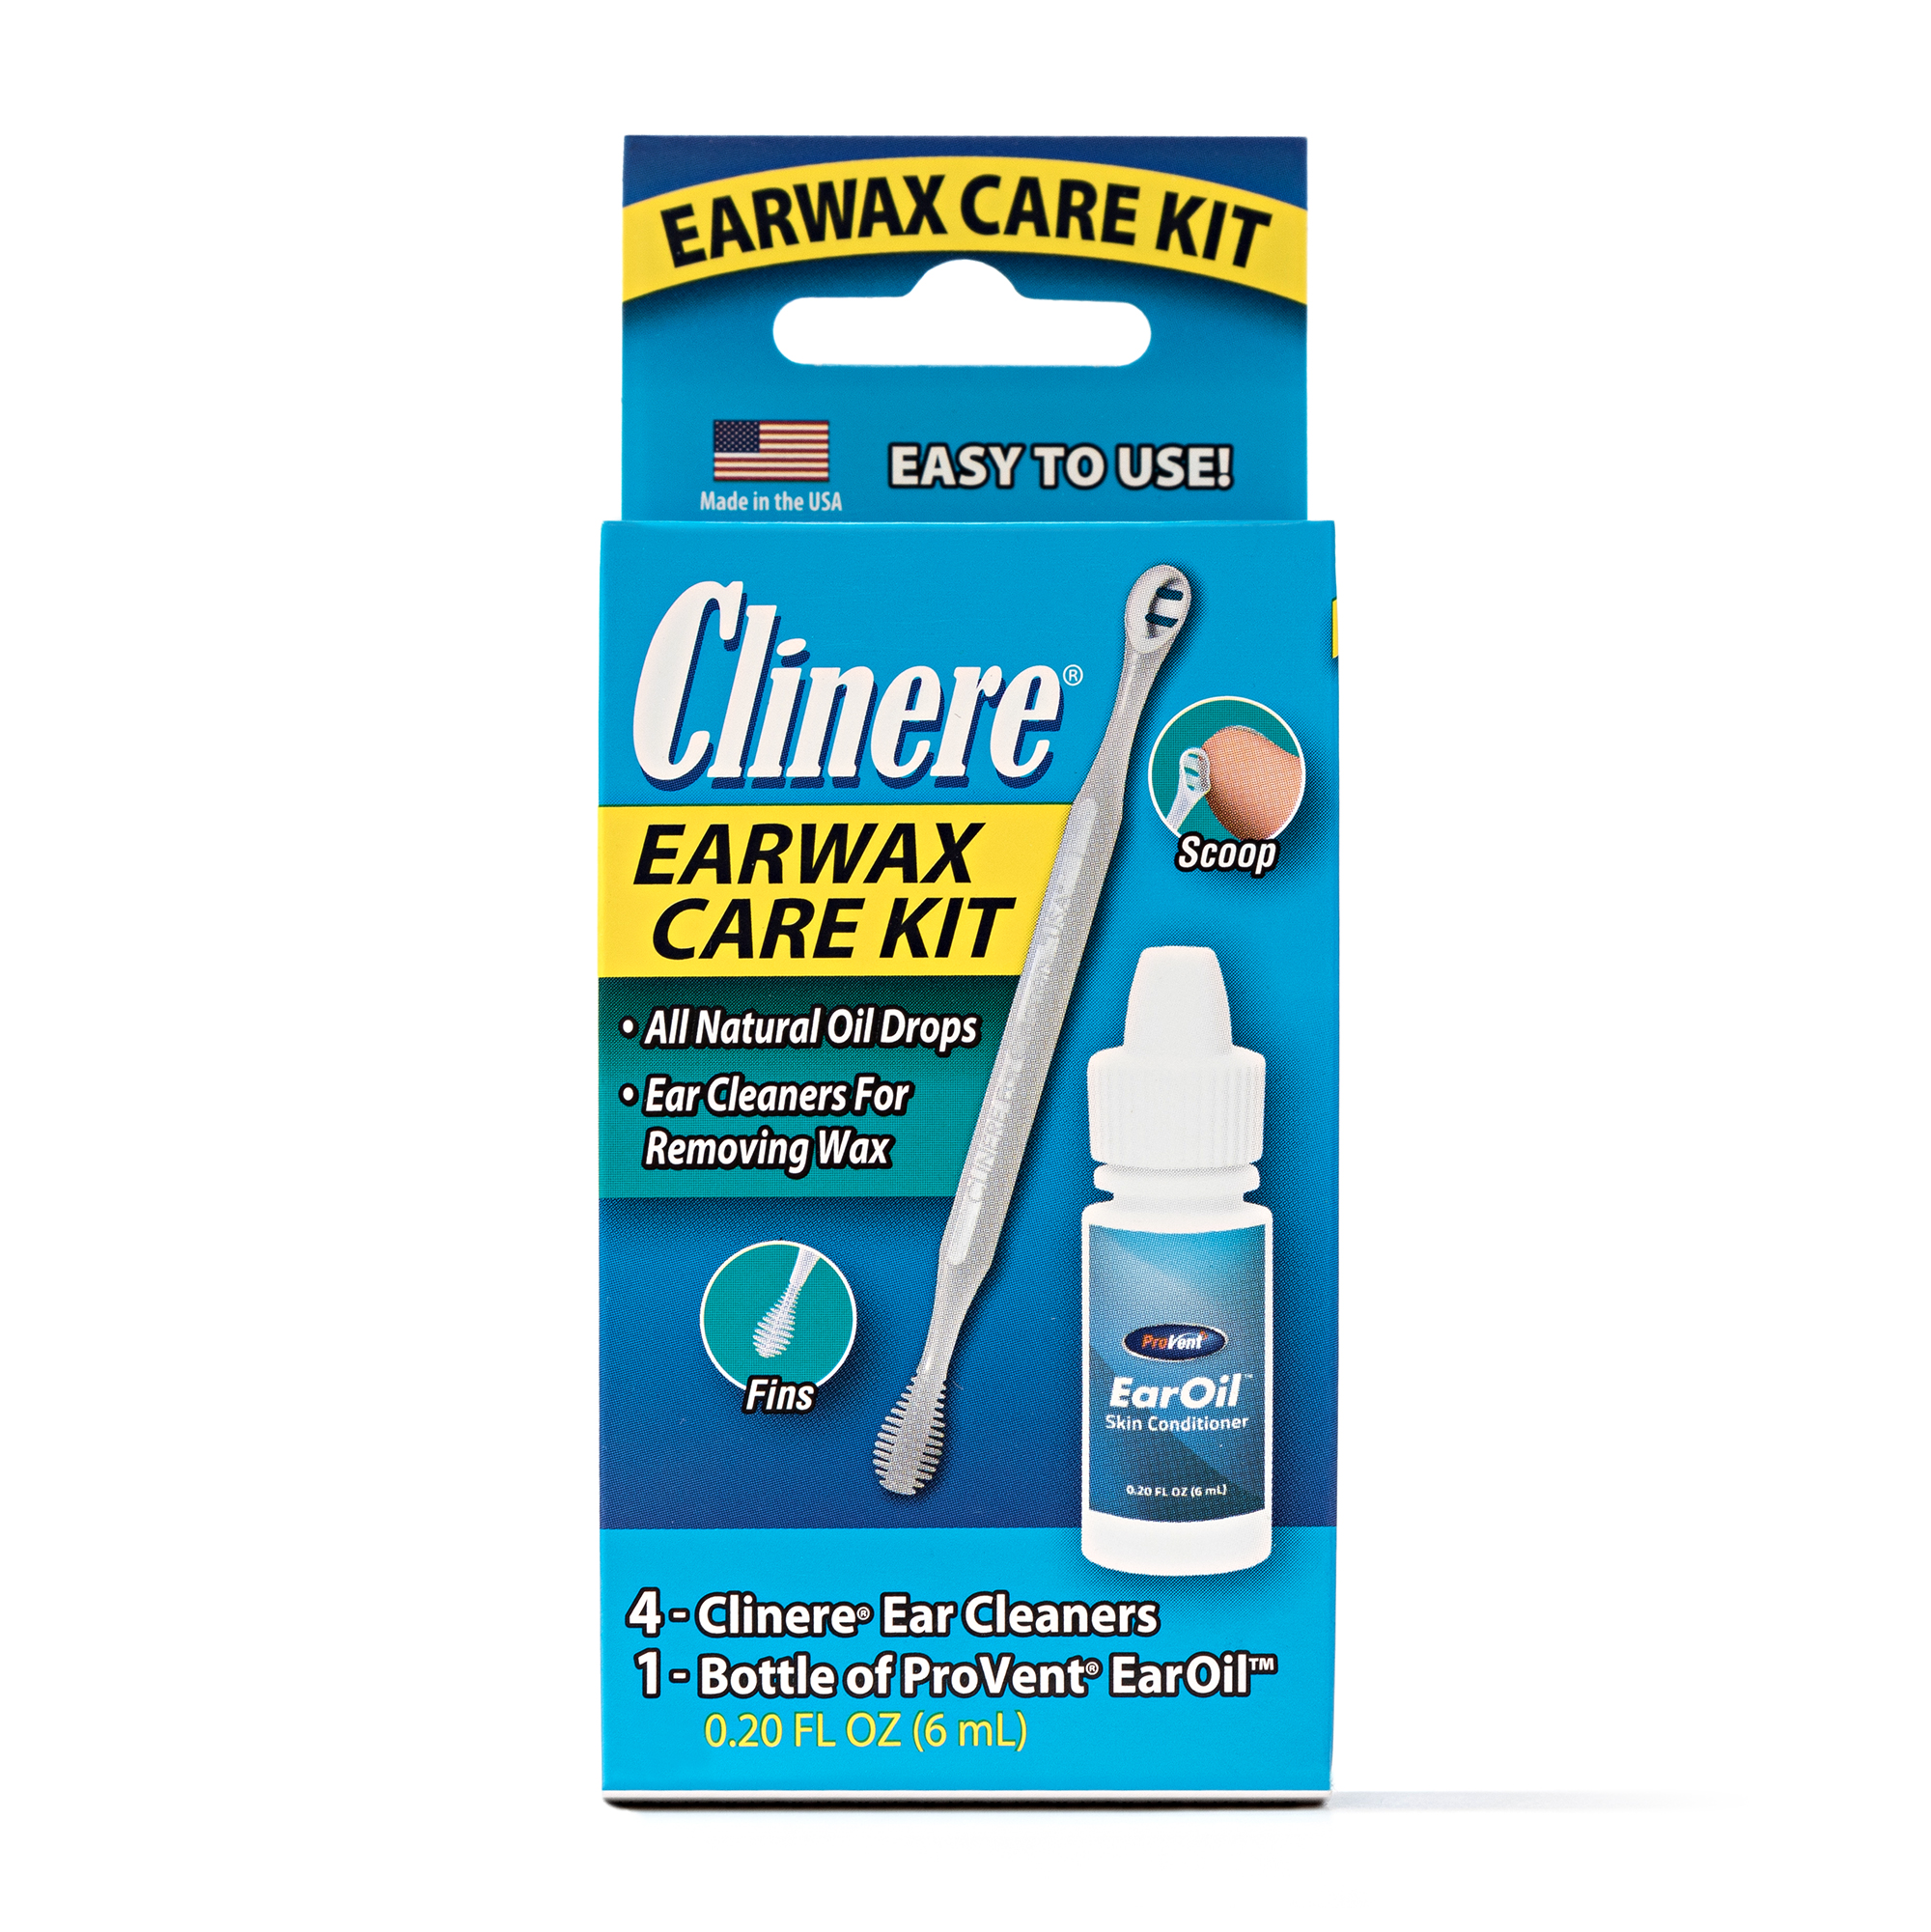 EARWAX CARE KIT
Made in the USA
EASY TO USE!
Clinere®
EARWAX
CARE KIT
Scoop
• All Natural Oil Drops
• Ear Cleaners For
Removing Wax
Fins
ProVent®
EarOil™
Skin Conditioner
0.20 FL OZ (6 mL)
4 - Clinere® Ear Cleaners
1 - Bottle of ProVent® EarOil™
0.20 FL OZ (6 mL)